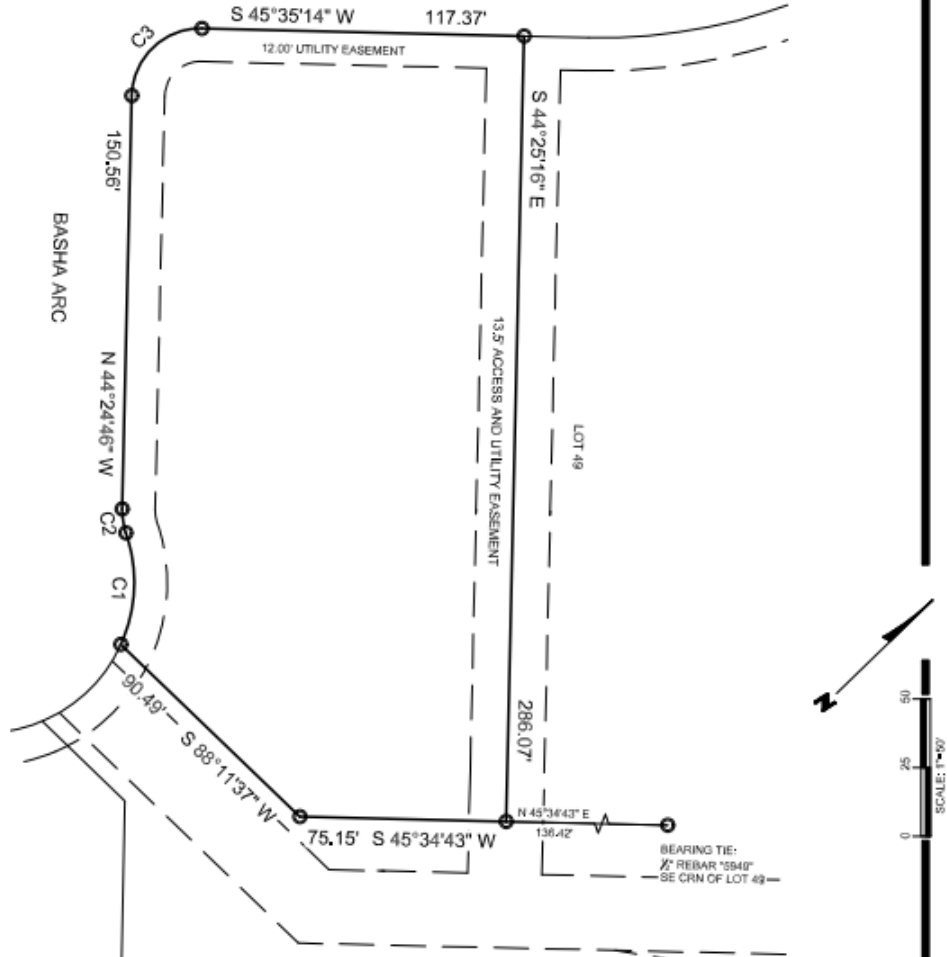 S 45°35'14" W 117.37'
12.00' UTILITY EASEMENT
C3
150.56'
BASHA ARC
N 44°24'46" W
C2
C1
S 44°25'16" E
13.5' ACCESS AND UTILITY EASEMENT
LOT 49
286.07'
90.49' S 88°11'37" W
75.15' S 45°34'43" W
N 45°34'43" E
136.42'
BEARING TIE:
½" REBAR "5949"
SE CRN OF LOT 49
N
50
25
0
SCALE: 1"=50'